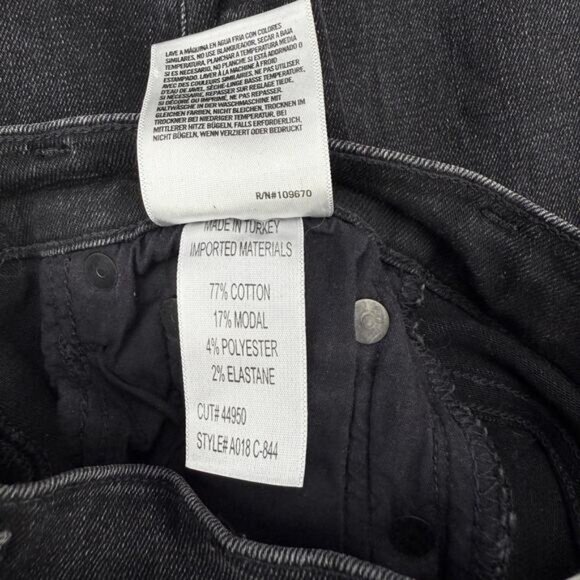 LAVE A MÁQUINA EN AGUA FRIA CON COLORES
SIMILARES. NO USE BLANQUEADOR. SECAR A BAJA
TEMPERATURA, PLANCHAR A TEMPERATURA MEDIA
SI ES NECESARIO. NO PLANCHE SI ESTÁ ADORNADO O
ESTAMPADO. LAVER À LA MACHINE À FROID
AVEC DES COULEURS SIMILAIRES. NE PAS UTILISER
D'EAU DE JAVEL. SÈCHE-LINGE BASSE TEMPÉRATURE,
SI NÉCESSAIRE, REPASSER SUR RÉGLAGE TIÈDE.
SI DÉCORÉ OU IMPRIMÉ, NE PAS REPASSER.
KALTWÄSCHE IN DER WASCHMASCHINE MIT
GLEICHEN FARBEN, NICHT BLEICHEN, TROCKNEN IM
TROCKNER BEI NIEDRIGER TEMPERATUR. BEI
MITTLERER HITZE BÜGELN, FALLS ERFORDERLICH.
NICHT BÜGELN, WENN VERZIERT ODER BEDRUCKT
R/N#109670
MADE IN TURKEY
IMPORTED MATERIALS
77% COTTON
17% MODAL
4% POLYESTER
2% ELASTANE
CUT# 44950
STYLE# A018 C-844